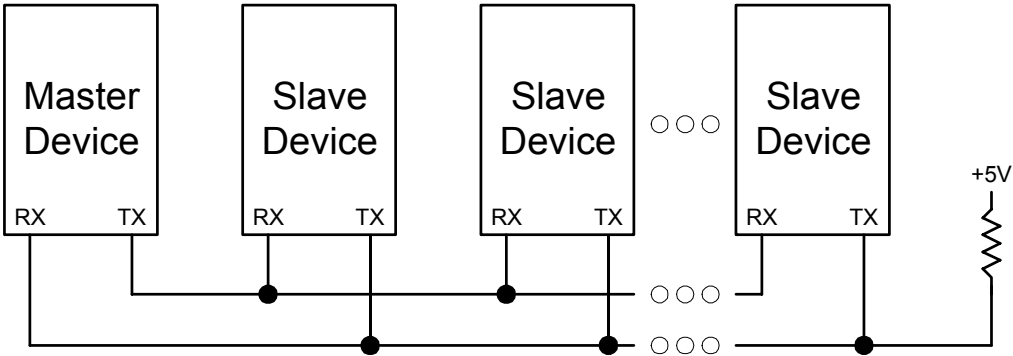 Master
Device
Slave
Device
Slave
Device
Slave
Device
+5V
RX TX
RX TX
RX TX
RX TX